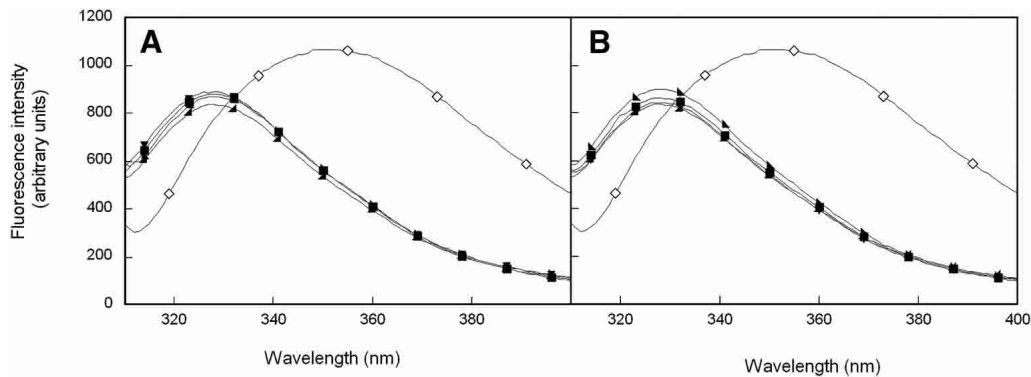 A
B
Fluorescence intensity
(arbitrary units)
1200
1000
800
600
400
200
0
320
340
360
380
320
340
360
380
400
Wavelength (nm)
Wavelength (nm)